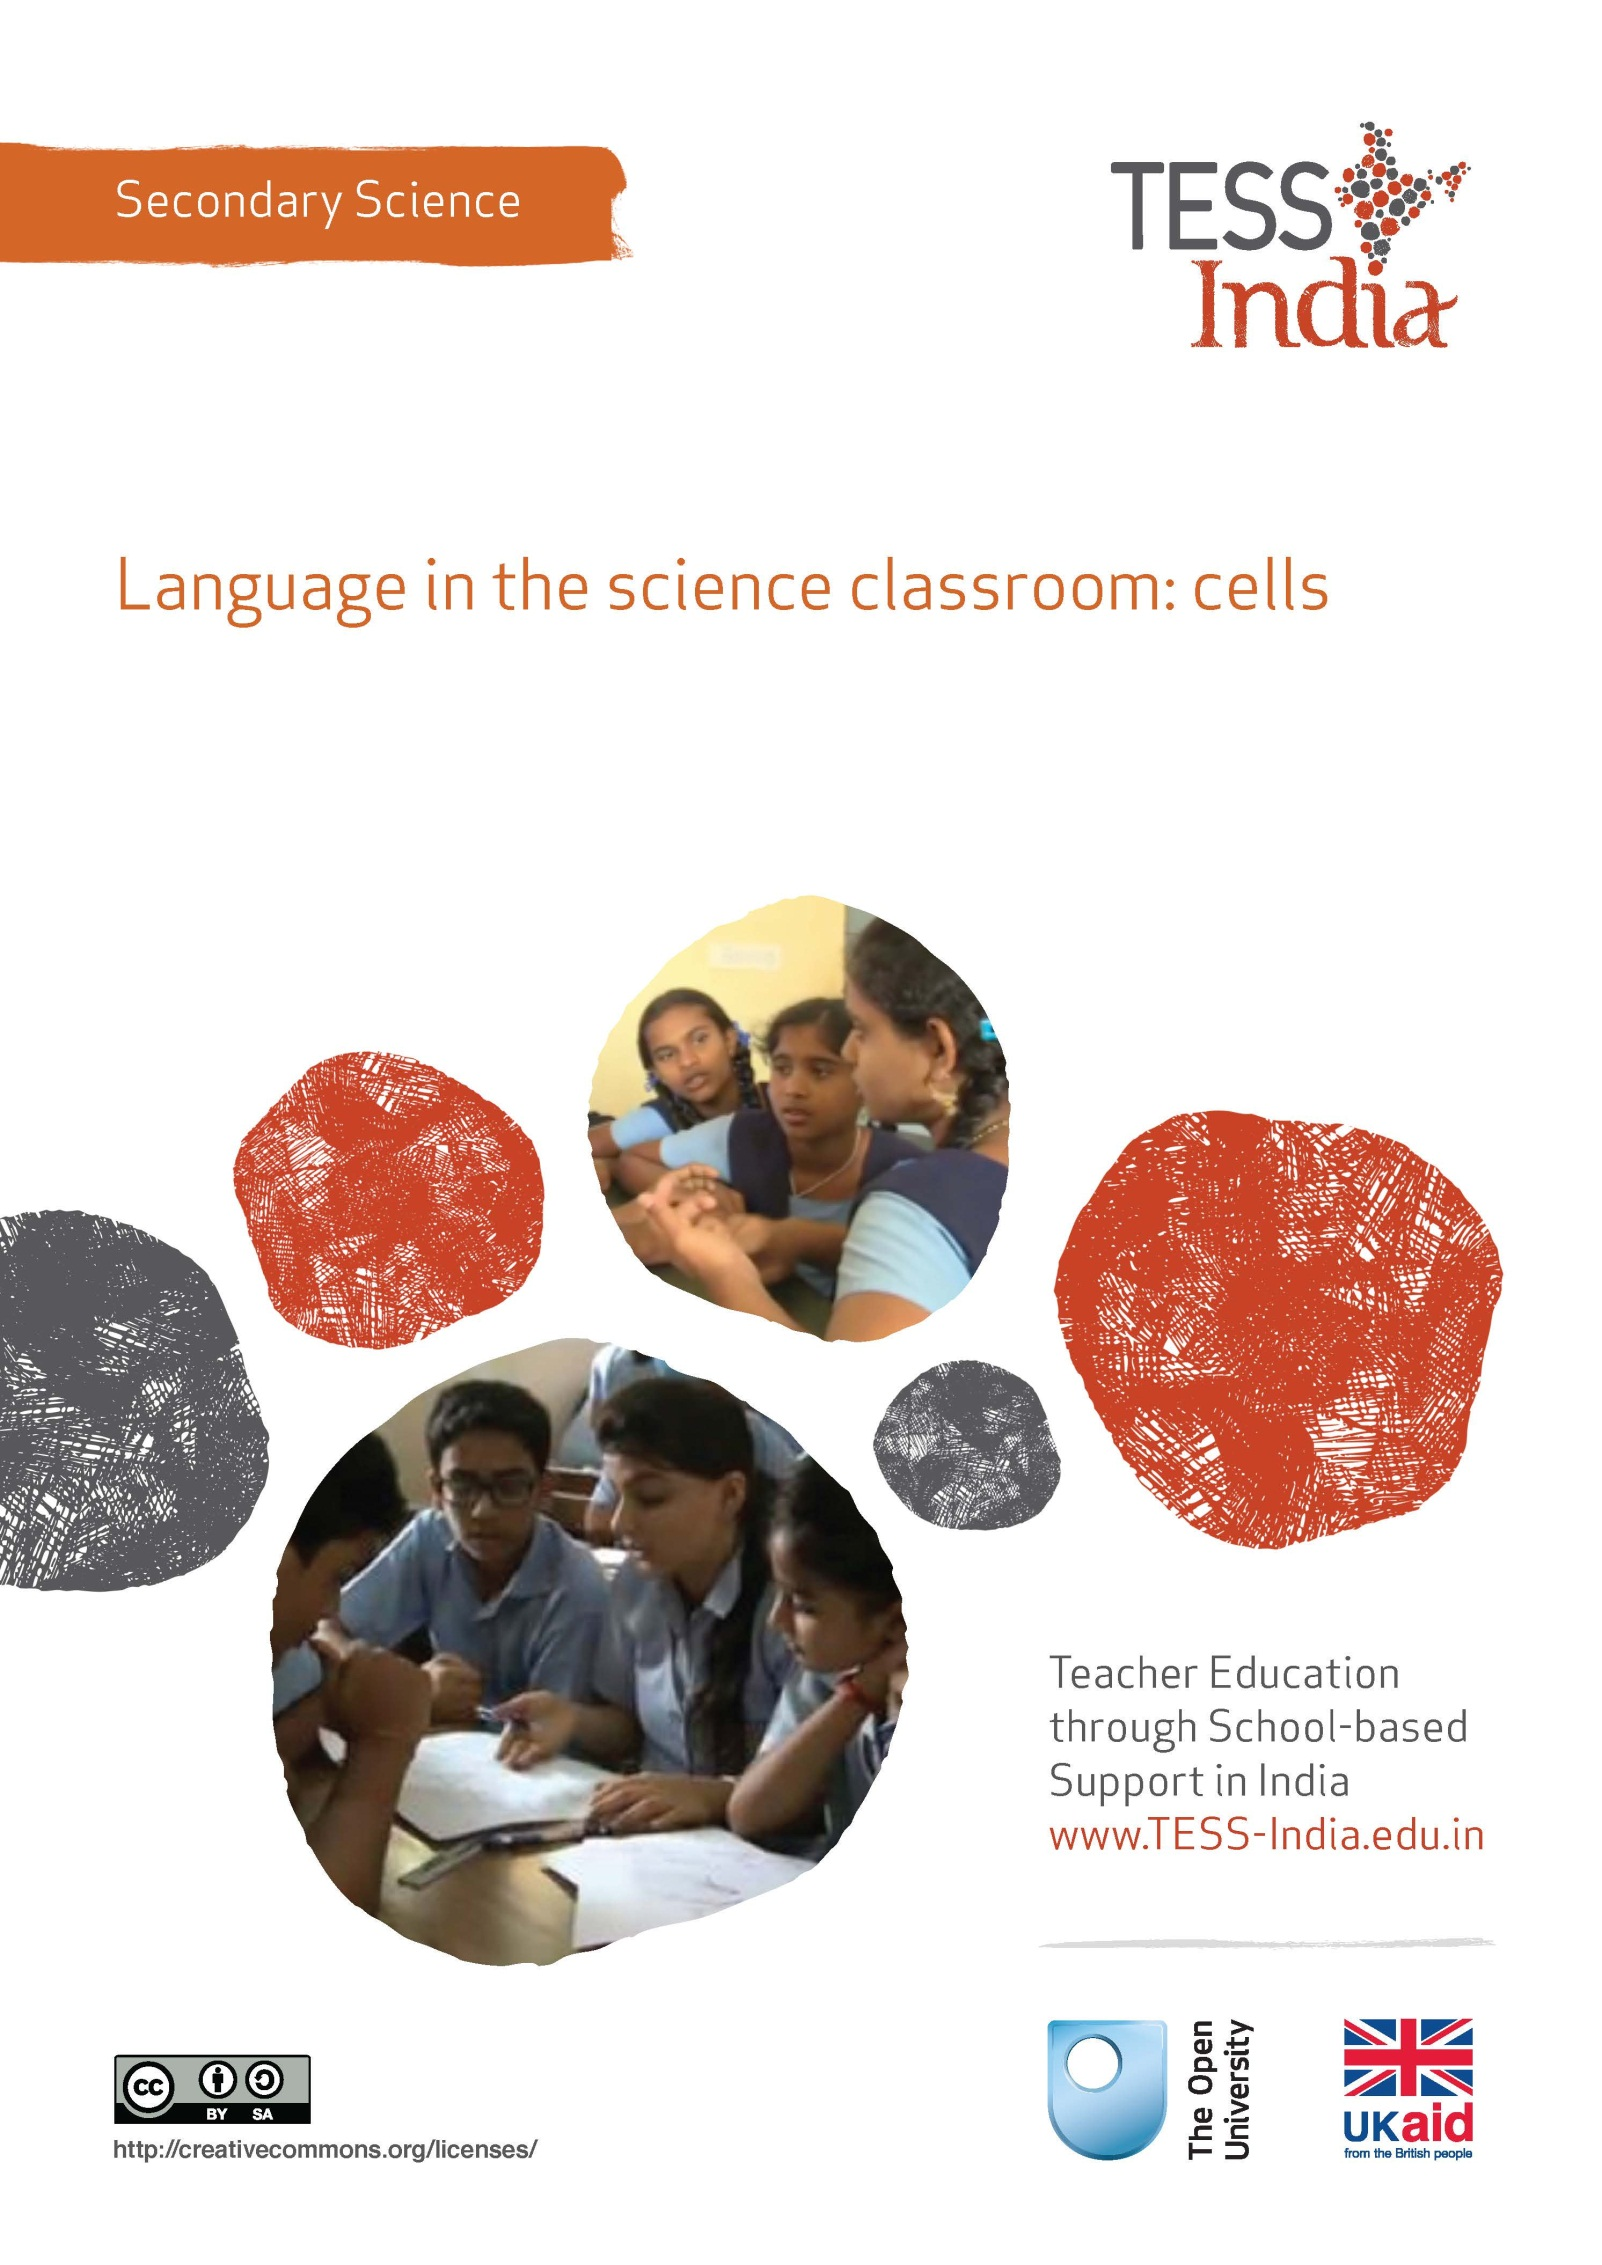 Secondary Science
TESS
India
Language in the science classroom: cells
Teacher Education
through School-based
Support in India
www.TESS-India.edu.in
The Open
University
UKaid
from the British people
cc
BY SA
http://creativecommons.org/licenses/